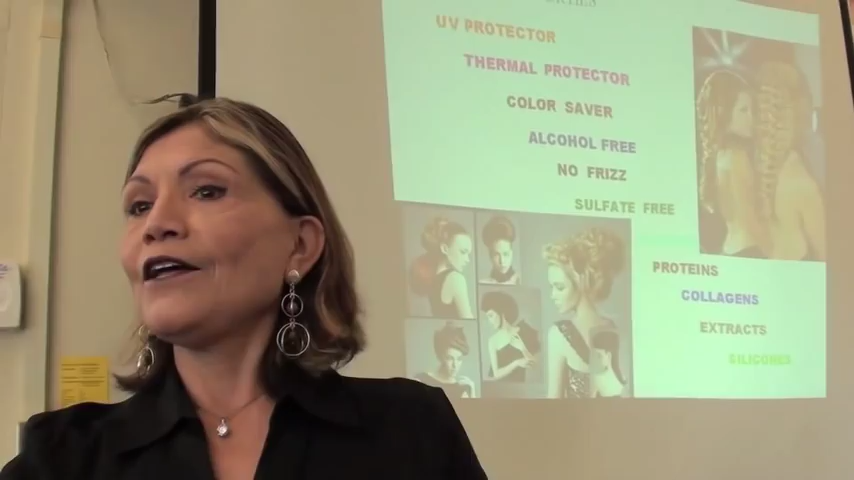 UV PROTECTOR
THERMAL PROTECTOR
COLOR SAVER
ALCOHOL FREE
NO FRIZZ
SULFATE FREE
PROTEINS
COLLAGENS
EXTRACTS
SILICONES